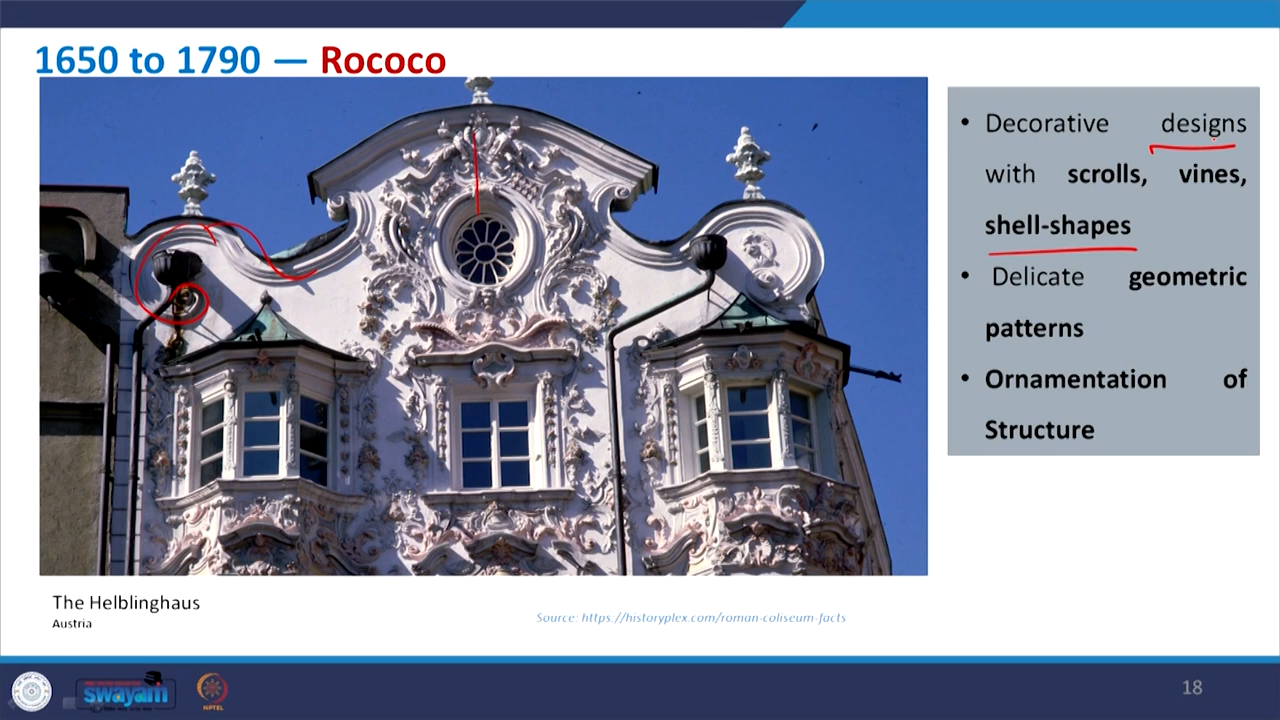 1650 to 1790 — Rococo
• Decorative designs
with scrolls, vines,
shell-shapes
• Delicate geometric
patterns
• Ornamentation of
Structure
The Helblinghaus
Austria
Source: https://historyplex.com/roman-coliseum-facts
swayam
NPTEL
18